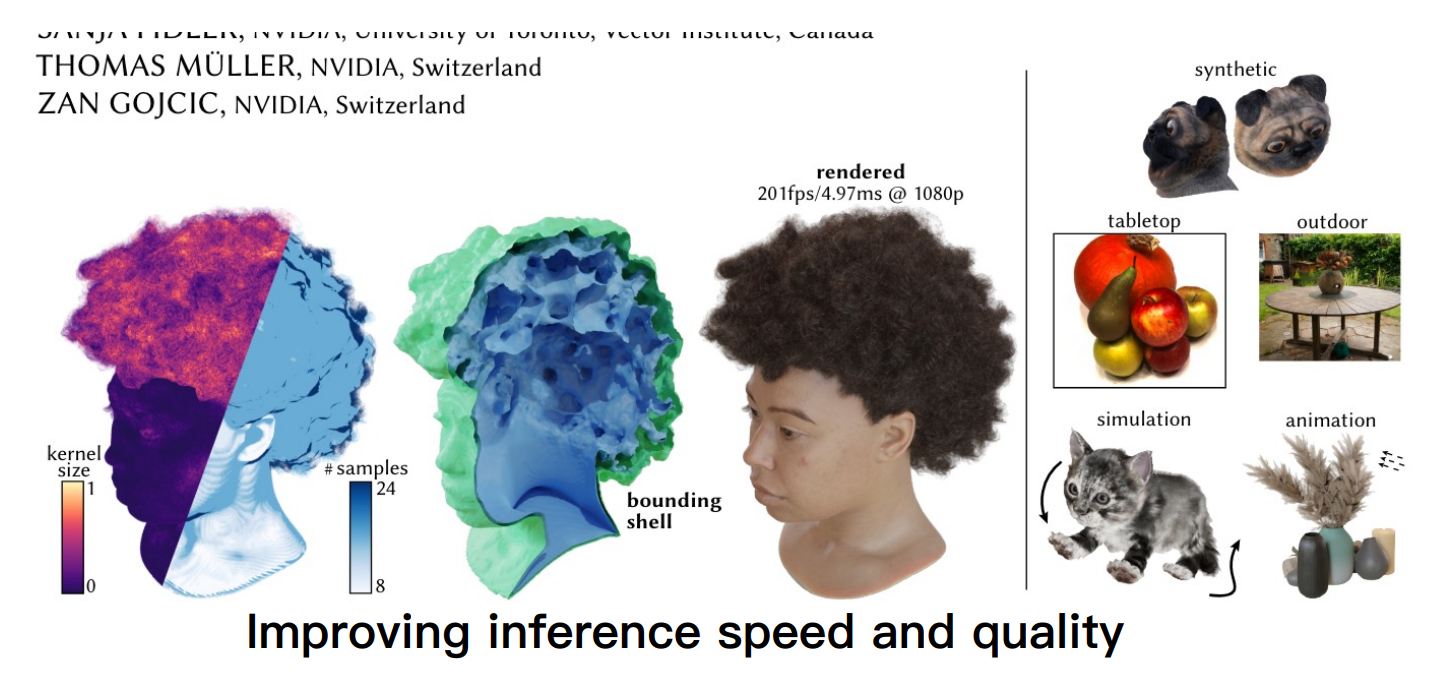 SANJA FIDLER, NVIDIA, University of Toronto, Vector Institute, Canada
THOMAS MÜLLER, NVIDIA, Switzerland
ZAN GOJCIC, NVIDIA, Switzerland
synthetic
rendered
201fps/4.97ms @ 1080p
tabletop
outdoor
simulation
animation
kernel
size
1
0
# samples
24
8
bounding
shell
Improving inference speed and quality